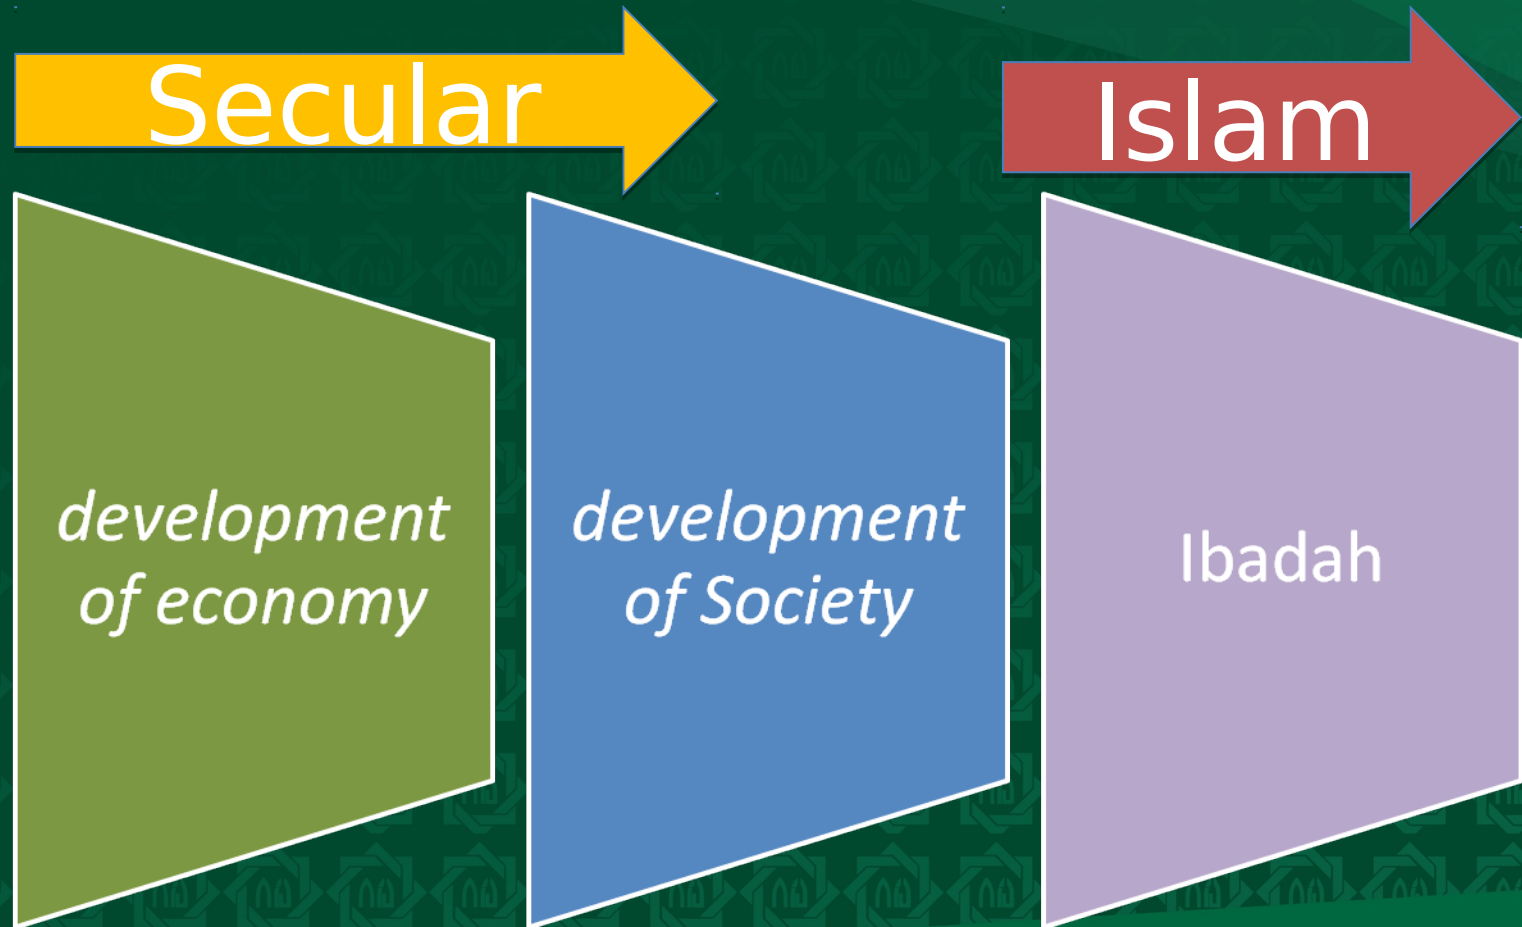 Secular
Islam
development
of economy
development
of Society
Ibadah